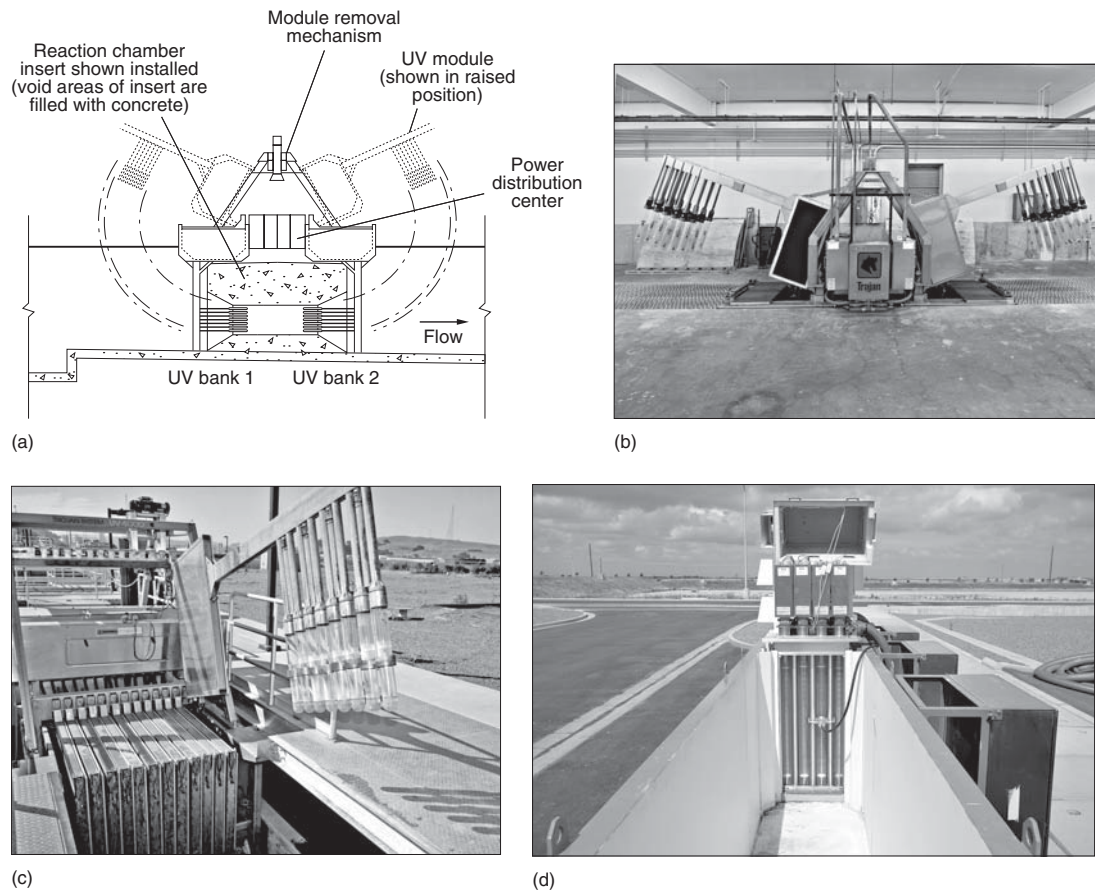 Module removal
mechanism
Reaction chamber
insert shown installed
(void areas of insert are
filled with concrete)
UV module
(shown in raised
position)
Power
distribution
center
Flow
UV bank 1
UV bank 2
(a)
Trojan
(b)
(c)
(d)